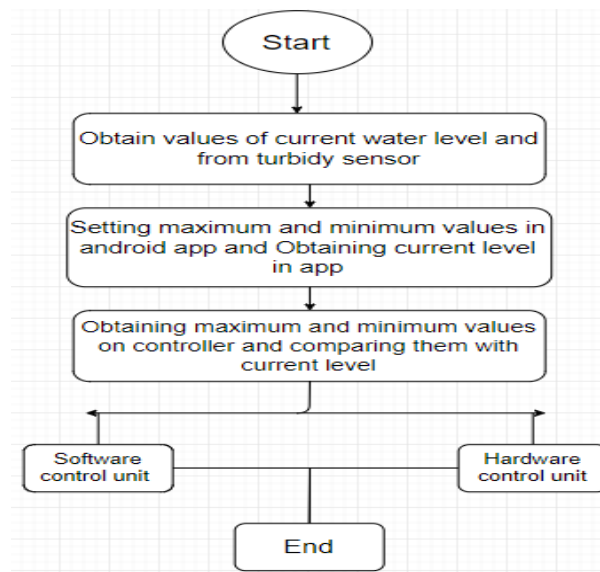 Start
Obtain values of current water level and
from turbidy sensor
Setting maximum and minimum values in
android app and Obtaining current level
in app
Obtaining maximum and minimum values
on controller and comparing them with
current level
Software
control unit
Hardware
control unit
End